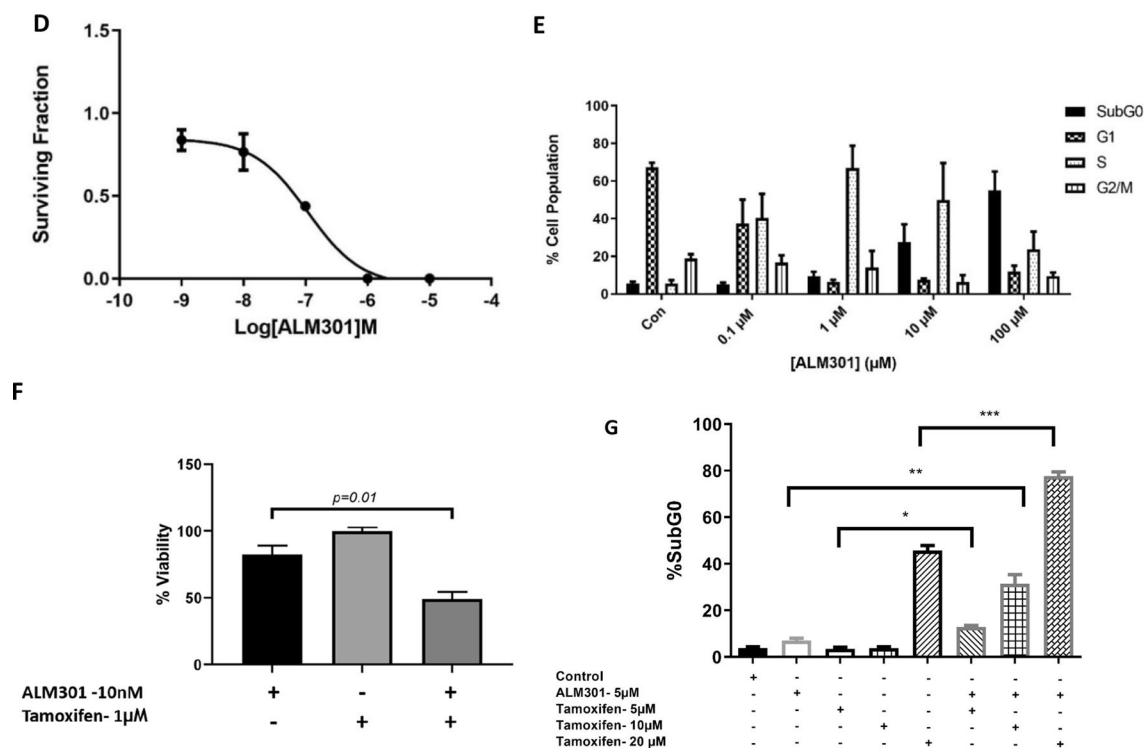 D
1.5
1.0
0.5
0.0
Surviving Fraction
-10 -9 -8 -7 -6 -5 -4
Log[ALM301]M
E
100
80
60
40
20
0
% Cell Population
Con 0.1 µM 1 µM 10 µM 100 µM
[ALM301] (µM)
SubG0
G1
S
G2/M
F
150
100
50
0
% Viability
p=0.01
ALM301 -10nM + - +
Tamoxifen- 1µM - + +
G
100
80
60
40
20
0
%SubG0
***
**
*
Control + - - - - - - -
ALM301- 5µM - + - - - + + +
Tamoxifen- 5µM - - + - - + - -
Tamoxifen- 10µM - - - + - - + -
Tamoxifen- 20 µM - - - - + - - +